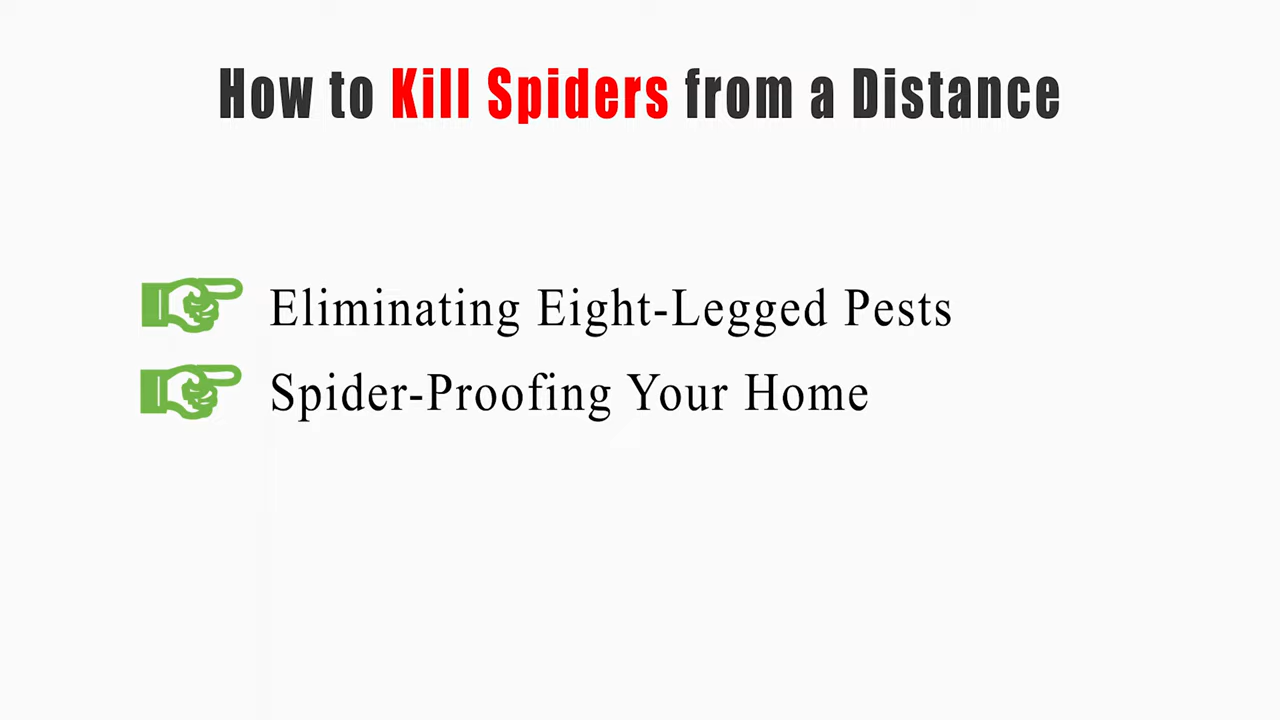 How to Kill Spiders from a Distance
Eliminating Eight-Legged Pests
Spider-Proofing Your Home